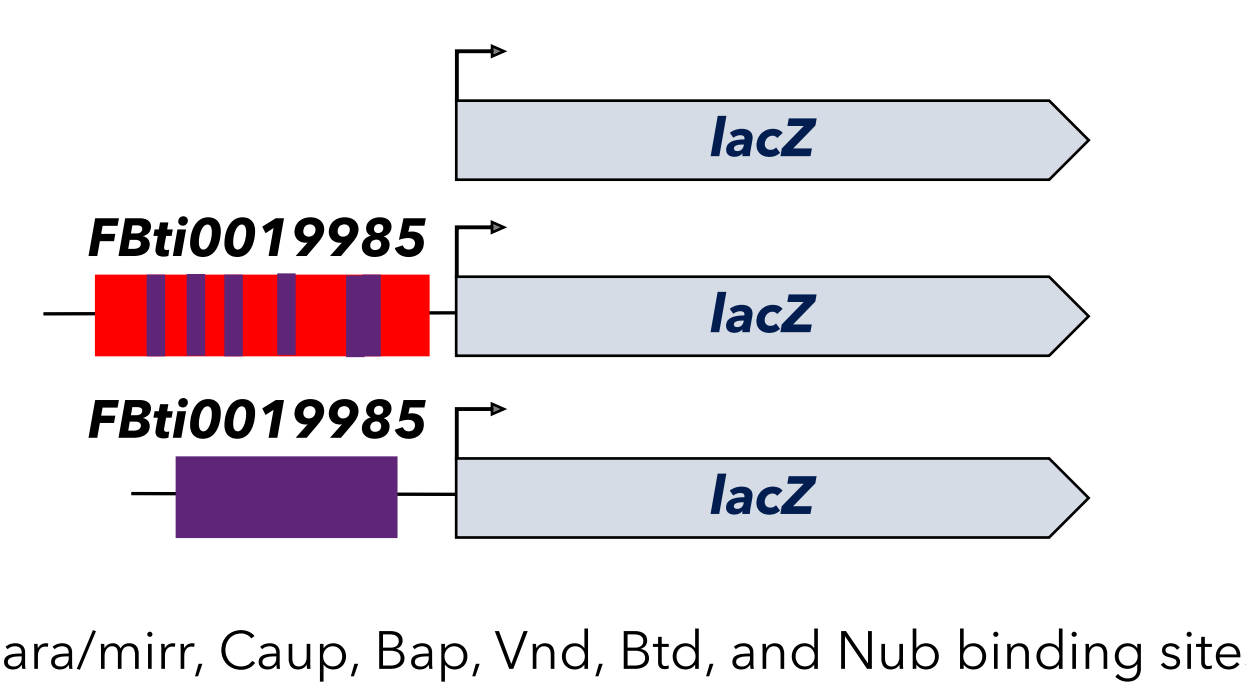 lacZ
FBti0019985
lacZ
FBti0019985
lacZ
ara/mirr, Caup, Bap, Vnd, Btd, and Nub binding site